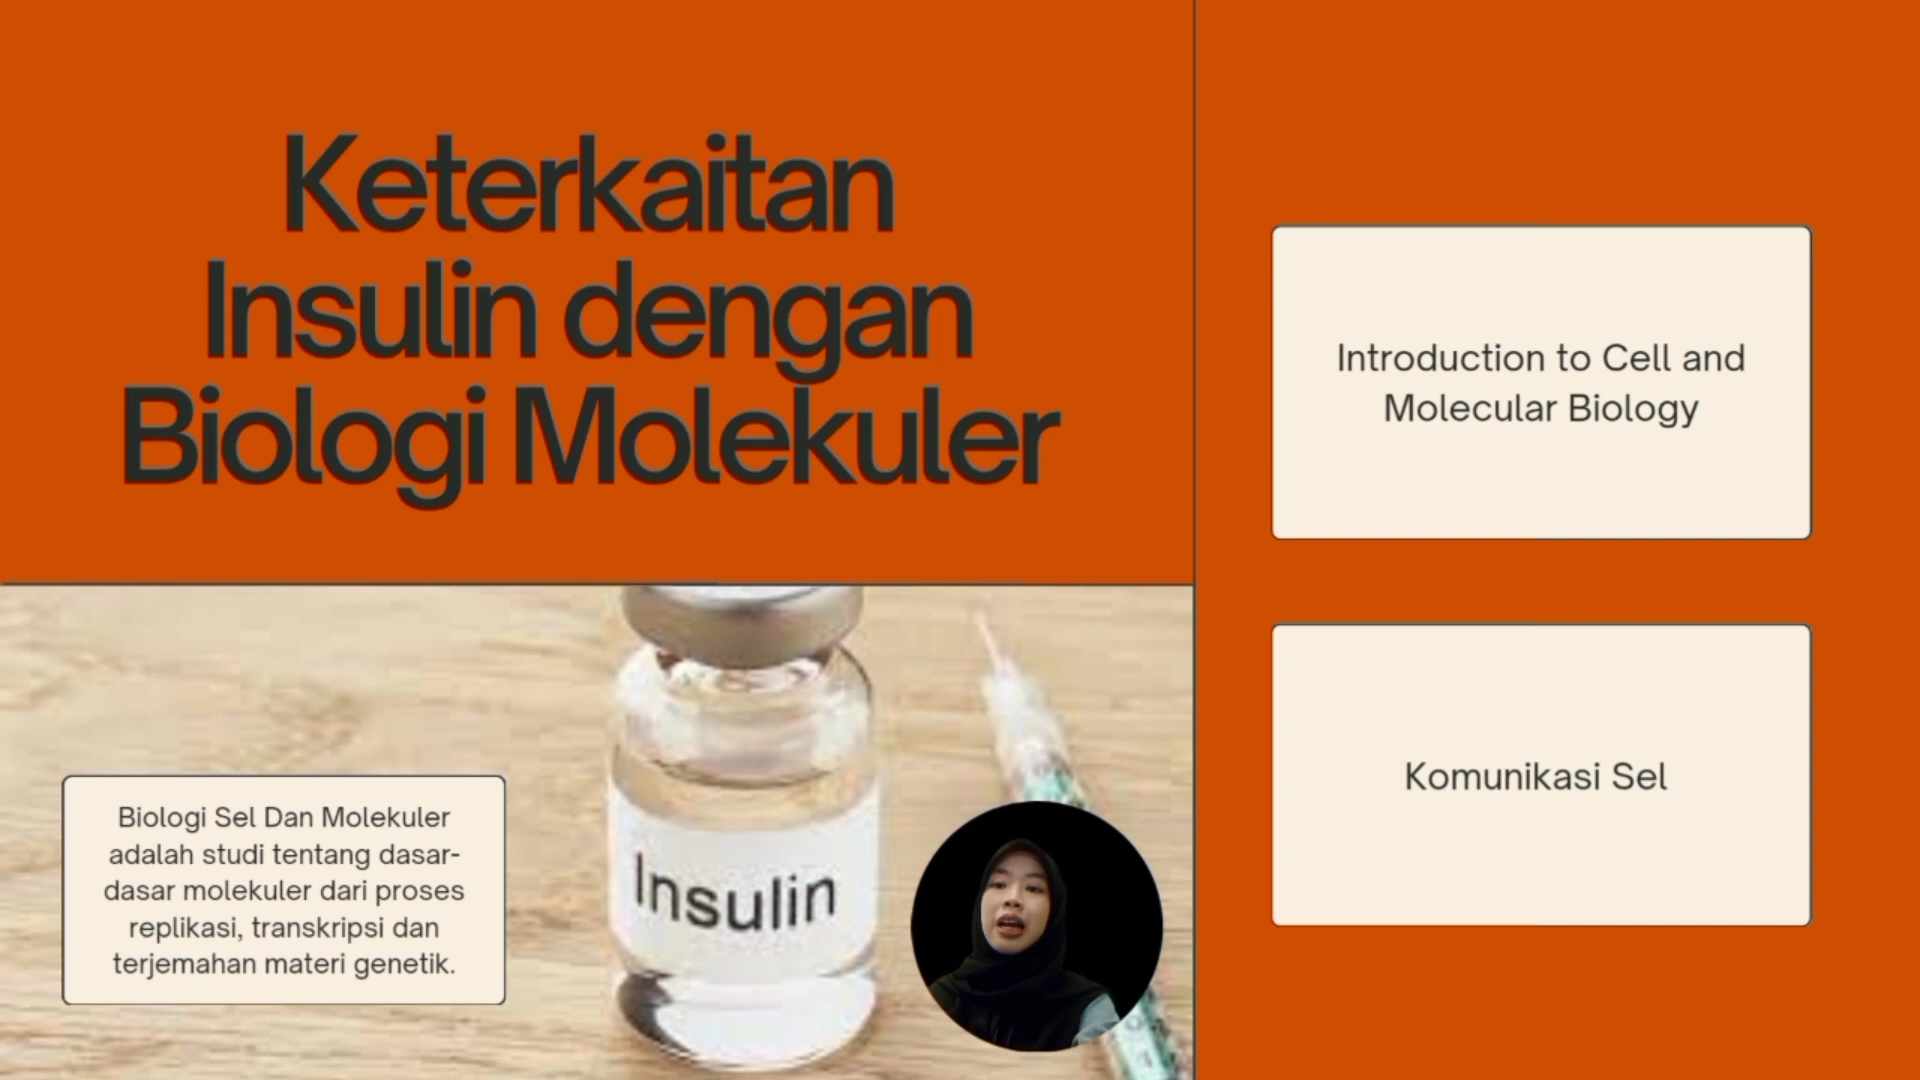 Keterkaitan
Insulin dengan
Biologi Molekuler
Introduction to Cell and
Molecular Biology
Komunikasi Sel
Biologi Sel Dan Molekuler
adalah studi tentang dasar-
dasar molekuler dari proses
replikasi, transkripsi dan
terjemahan materi genetik.
Insulin